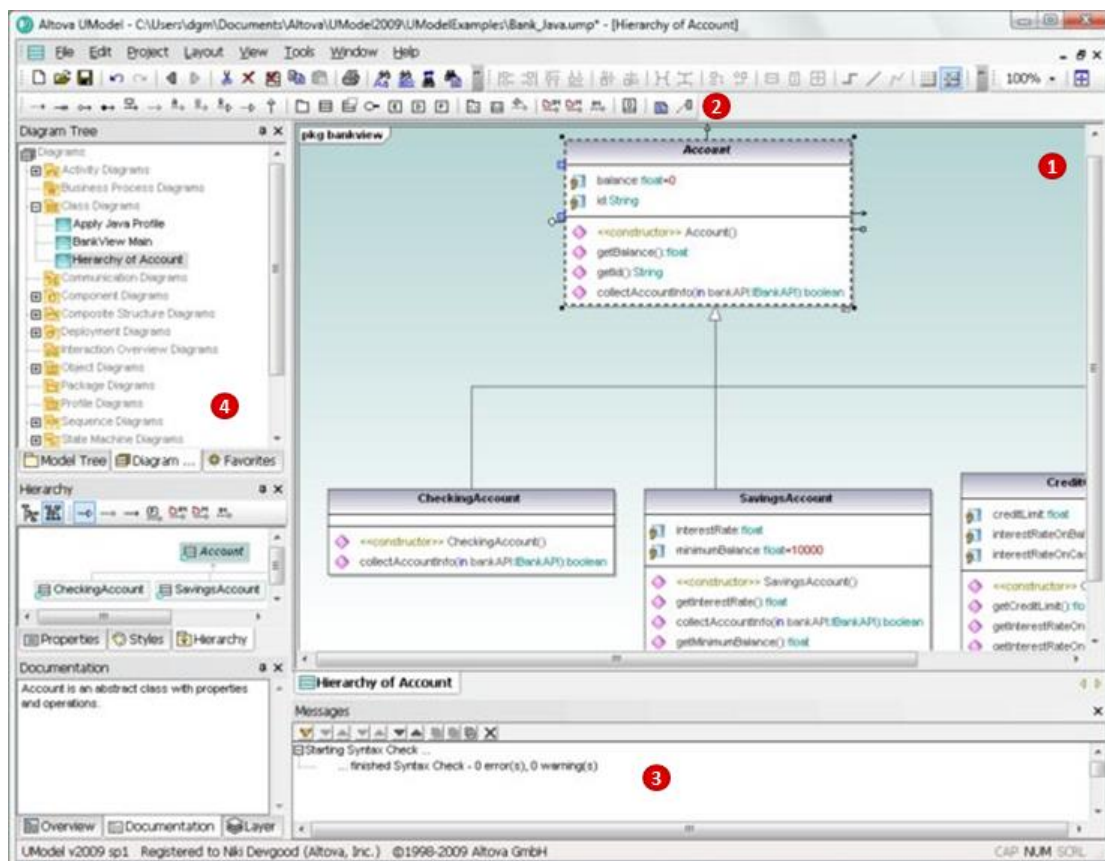 Altova UModel - C:\Users\dgm\Documents\Altova\UModel2009\UModelExamples\Bank_Java.ump* - [Hierarchy of Account]
File Edit Project Layout View Tools Window Help
100%
2
Diagram Tree
Diagrams
Activity Diagrams
Business Process Diagrams
Class Diagrams
Apply Java Profile
BankView Main
Hierarchy of Account
Communication Diagrams
Component Diagrams
Composite Structure Diagrams
Deployment Diagrams
Interaction Overview Diagrams
Object Diagrams
Package Diagrams
Profile Diagrams
4
Sequence Diagrams
State Machine Diagrams
Model Tree Diagram ... Favorites
Hierarchy
Account
CheckingAccount SavingsAccount
Properties Styles Hierarchy
Documentation
Account is an abstract class with properties
and operations.
Overview Documentation Layer
pkg bankview
1
Account
balance:float=0
id:String
<<constructor>> Account()
getBalance():float
getId():String
collectAccountInfo(in bankAPI:IBankAPI):boolean
CheckingAccount
<<constructor>> CheckingAccount()
collectAccountInfo(in bankAPI:IBankAPI):boolean
SavingsAccount
interestRate:float
minimumBalance:float=10000
<<constructor>> SavingsAccount()
getInterestRate():float
collectAccountInfo(in bankAPI:IBankAPI):boolean
getMinimumBalance():float
Credit
creditLimit:float
interestRateOnBal
interestRateOnCas
<<constructor>> C
getCreditLimit():flo
getInterestRateOn
getInterestRateOn
Hierarchy of Account
Messages
Starting Syntax Check ...
... finished Syntax Check - 0 error(s), 0 warning(s)
3
UModel v2009 sp1 Registered to Niki Devgood (Altova, Inc.) ©1998-2009 Altova GmbH CAP NUM SCRL